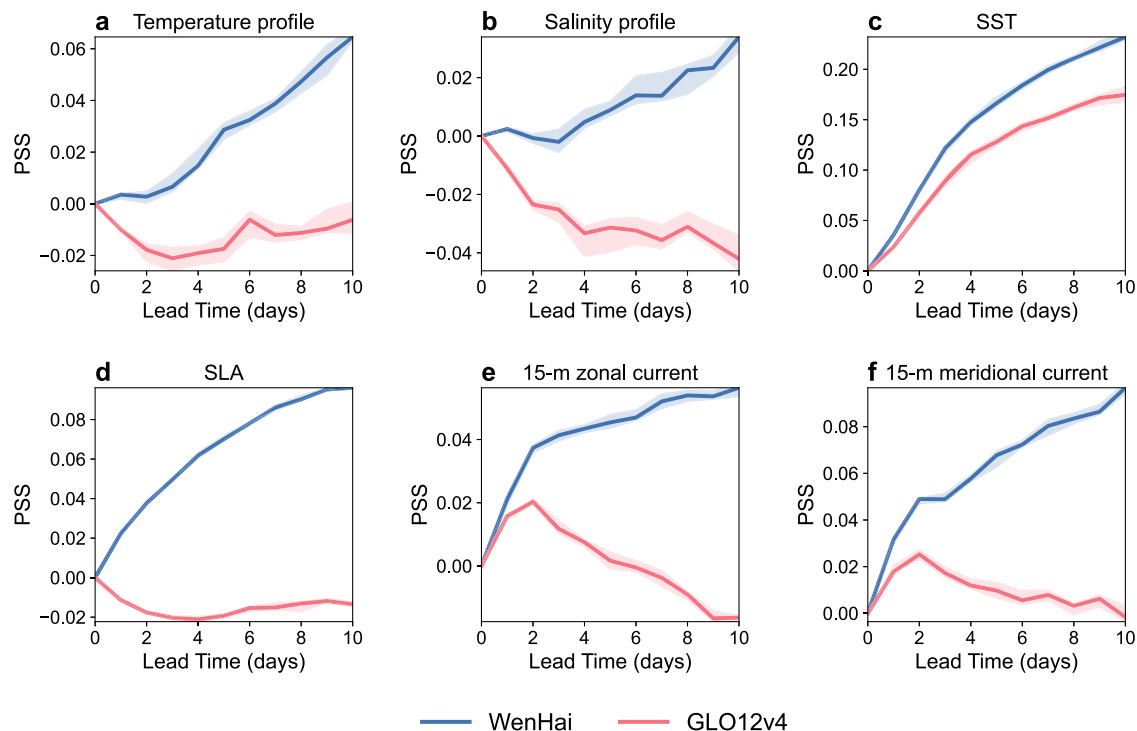 a Temperature profile
PSS
0.06
0.04
0.02
0.00
−0.02
0 2 4 6 8 10
Lead Time (days)
b Salinity profile
PSS
0.02
0.00
−0.02
−0.04
0 2 4 6 8 10
Lead Time (days)
c SST
PSS
0.20
0.15
0.10
0.05
0.00
0 2 4 6 8 10
Lead Time (days)
d SLA
PSS
0.08
0.06
0.04
0.02
0.00
−0.02
0 2 4 6 8 10
Lead Time (days)
e 15-m zonal current
PSS
0.04
0.02
0.00
0 2 4 6 8 10
Lead Time (days)
f 15-m meridional current
PSS
0.08
0.06
0.04
0.02
0.00
0 2 4 6 8 10
Lead Time (days)
WenHai GLO12v4